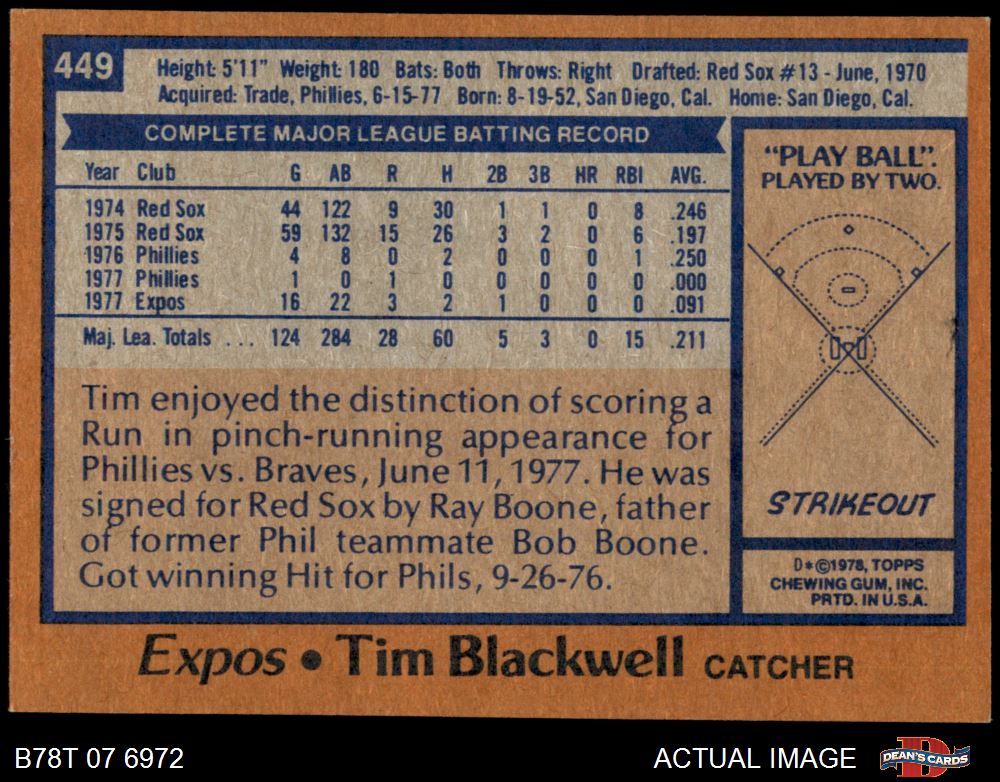 449
Height: 5'11" Weight: 180 Bats: Both Throws: Right Drafted: Red Sox #13 - June, 1970
Acquired: Trade, Phillies, 6-15-77 Born: 8-19-52, San Diego, Cal. Home: San Diego, Cal.
COMPLETE MAJOR LEAGUE BATTING RECORD
Year Club G AB R H 2B 3B HR RBI AVG.
1974 Red Sox 44 122 9 30 1 1 0 8 .246
1975 Red Sox 59 132 15 26 3 2 0 6 .197
1976 Phillies 4 8 0 2 0 0 0 1 .250
1977 Phillies 1 0 1 0 0 0 0 0 .000
1977 Expos 16 22 3 2 1 0 0 0 .091
Maj. Lea. Totals ... 124 284 28 60 5 3 0 15 .211
Tim enjoyed the distinction of scoring a
Run in pinch-running appearance for
Phillies vs. Braves, June 11, 1977. He was
signed for Red Sox by Ray Boone, father
of former Phil teammate Bob Boone.
Got winning Hit for Phils, 9-26-76.
"PLAY BALL".
PLAYED BY TWO.
STRIKEOUT
D*©1978, TOPPS
CHEWING GUM, INC.
PRTD. IN U.S.A.
Expos • Tim Blackwell CATCHER
B78T 07 6972
ACTUAL IMAGE
D
DEAN'S CARDS